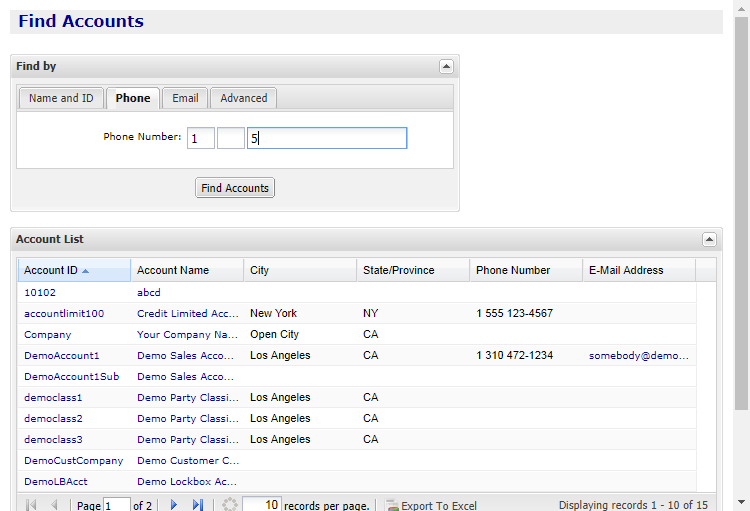 Find Accounts
Find by
Name and ID Phone Email Advanced
Phone Number: 1 5
Find Accounts
Account List
Account ID Account Name City State/Province Phone Number E-Mail Address
10102 abcd
accountlimit100 Credit Limited Acc... New York NY 1 555 123-4567
Company Your Company Na... Open City CA
DemoAccount1 Demo Sales Acco... Los Angeles CA 1 310 472-1234 somebody@demo...
DemoAccount1Sub Demo Sales Acco...
democlass1 Demo Party Classi... Los Angeles CA
democlass2 Demo Party Classi... Los Angeles CA
democlass3 Demo Party Classi... Los Angeles CA
DemoCustCompany Demo Customer C...
DemoLBAcct Demo Lockbox Ac...
Page 1 of 2 10 records per page. Export To Excel Displaying records 1 - 10 of 15